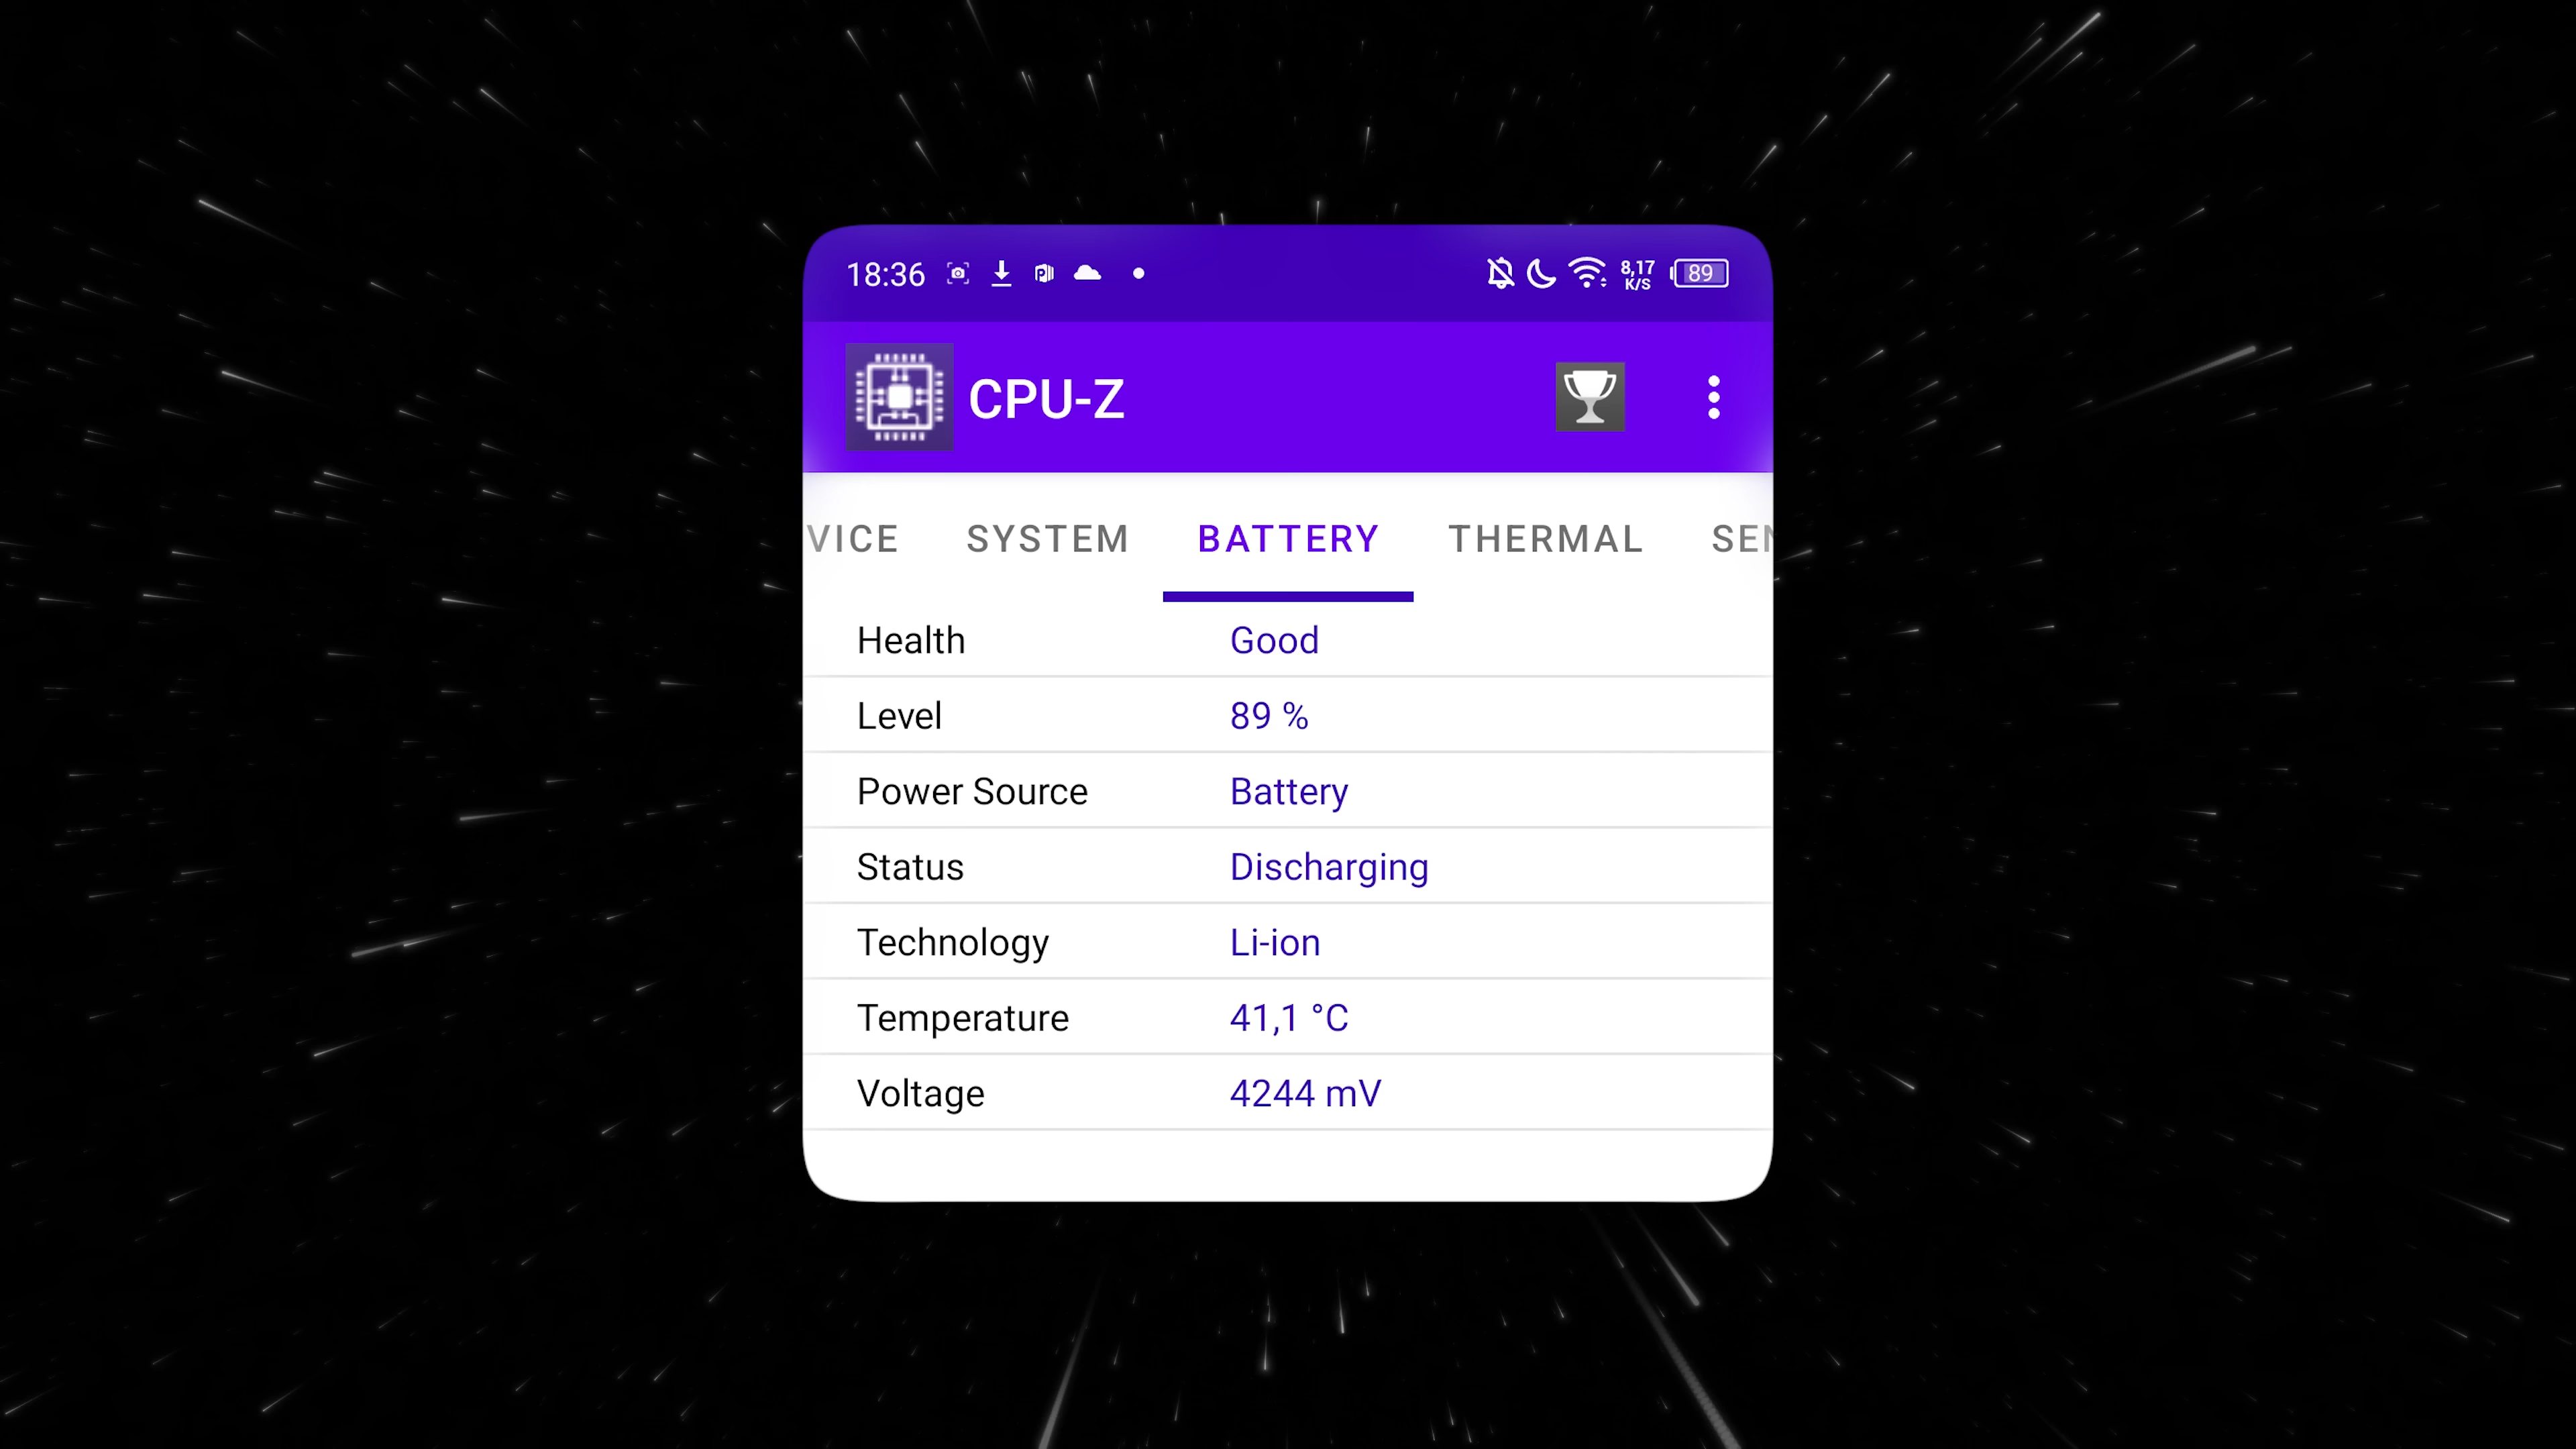 18:36 8,17 K/S 89
CPU-Z
VICE SYSTEM BATTERY THERMAL SEN
Health Good
Level 89 %
Power Source Battery
Status Discharging
Technology Li-ion
Temperature 41,1 °C
Voltage 4244 mV